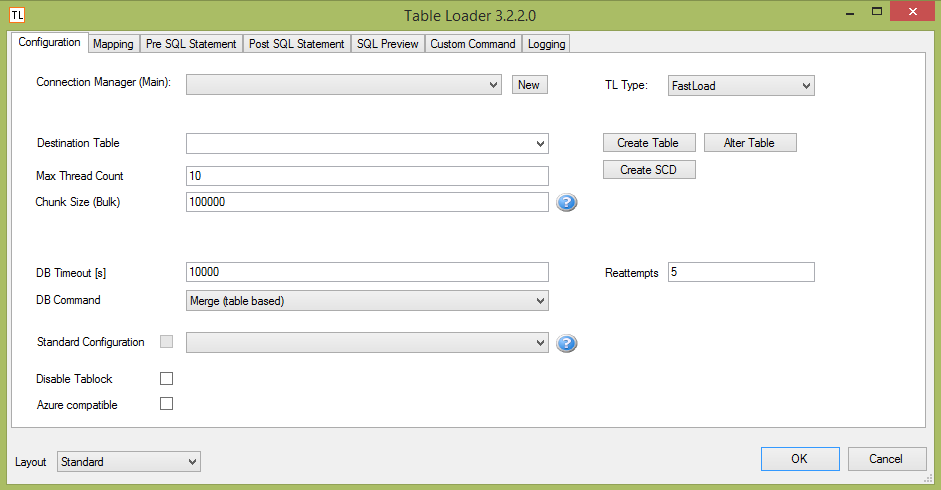 TL Table Loader 3.2.2.0
Configuration Mapping Pre SQL Statement Post SQL Statement SQL Preview Custom Command Logging
Connection Manager (Main): New TL Type: FastLoad
Destination Table Create Table Alter Table
Create SCD
Max Thread Count 10
Chunk Size (Bulk) 100000 ?
DB Timeout [s] 10000 Reattempts 5
DB Command Merge (table based)
Standard Configuration ?
Disable Tablock
Azure compatible
Layout Standard OK Cancel